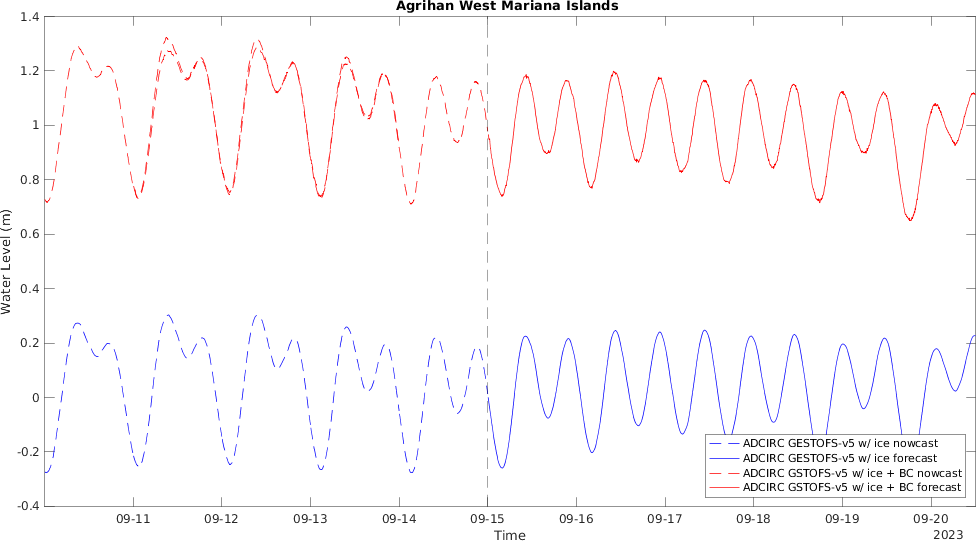 Agrihan West Mariana Islands
1.4
1.2
1
0.8
0.6
0.4
0.2
0
-0.2
-0.4
Water Level (m)
09-11 09-12 09-13 09-14 09-15 09-16 09-17 09-18 09-19 09-20
Time
2023
ADCIRC GESTOFS-v5 w/ ice nowcast
ADCIRC GESTOFS-v5 w/ ice forecast
ADCIRC GSTOFS-v5 w/ ice + BC nowcast
ADCIRC GSTOFS-v5 w/ ice + BC forecast